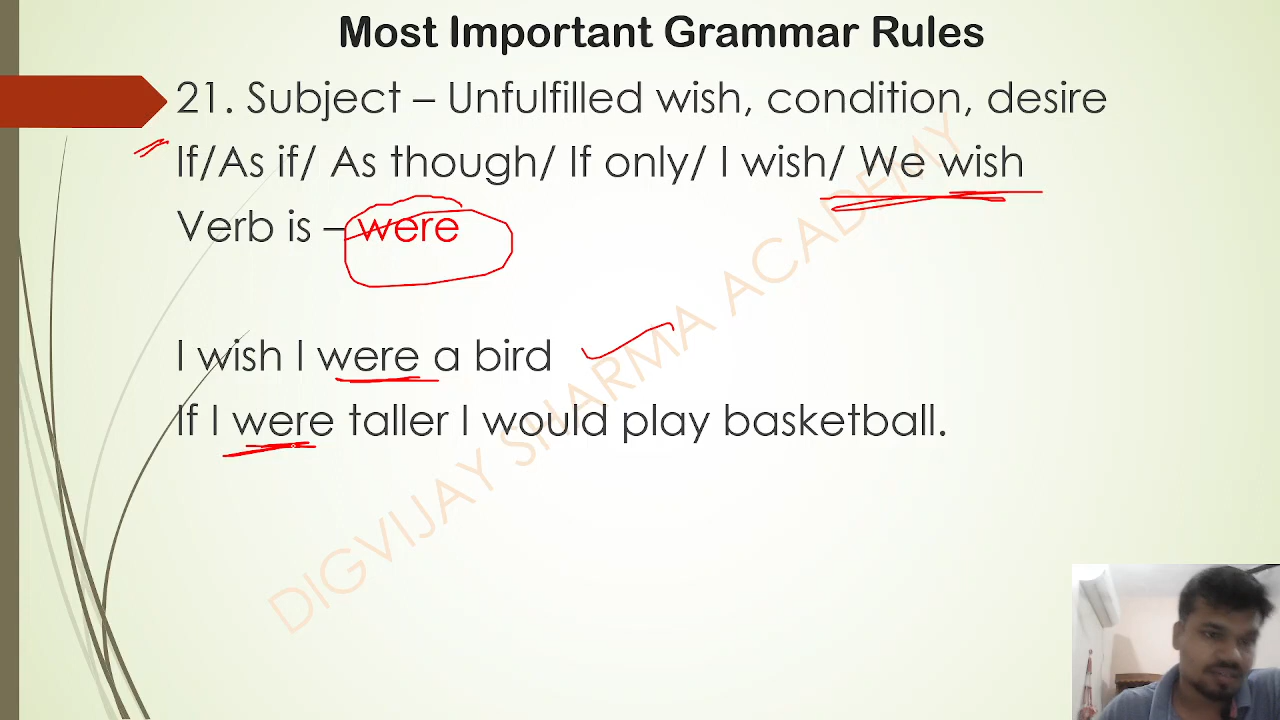 Most Important Grammar Rules
21. Subject – Unfulfilled wish, condition, desire
If/As if/ As though/ If only/ I wish/ We wish
Verb is – were
I wish I were a bird
If I were taller I would play basketball.
DIGVIJAY SHARMA ACADEMY